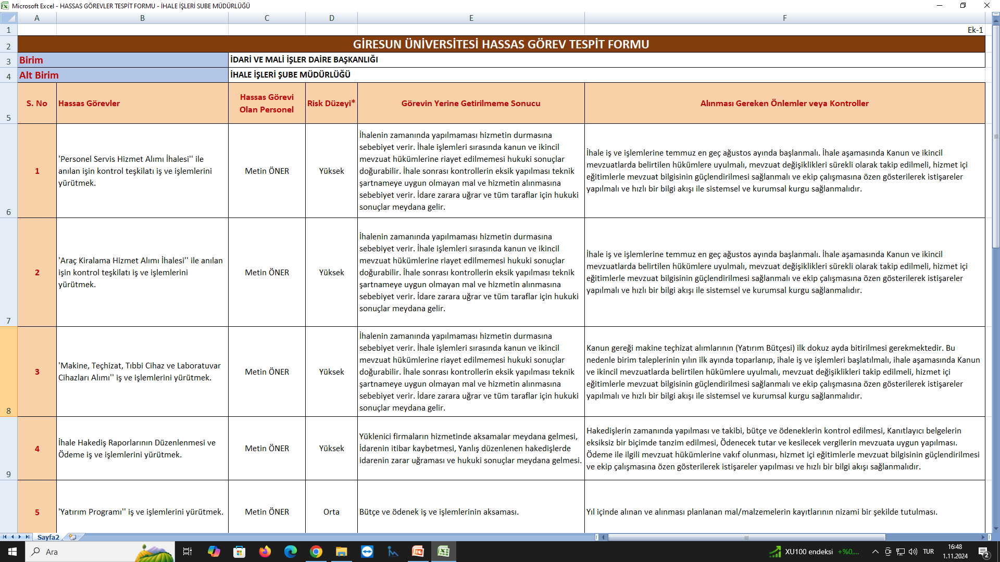 Microsoft Excel - HASSAS GÖREVLER TESPİT FORMU - İHALE İŞLERİ SUBE MÜDÜRLÜĞÜ
A B C D E F
1 Ek-1
2 GİRESUN ÜNİVERSİTESİ HASSAS GÖREV TESPİT FORMU
3 Birim İDARİ VE MALİ İŞLER DAİRE BAŞKANLIĞI
4 Alt Birim İHALE İŞLERİ ŞUBE MÜDÜRLÜĞÜ
5
S. No
Hassas Görevler
Hassas Görevi
Olan Personel
Risk Düzeyi*
Görevin Yerine Getirilmeme Sonucu
Alınması Gereken Önlemler veya Kontroller
6
1
'Personel Servis Hizmet Alımı İhalesi'' ile
anılan işin kontrol teşkilatı iş ve işlemlerini
yürütmek.
Metin ÖNER
Yüksek
İhalenin zamanında yapılmaması hizmetin durmasına
sebebiyet verir. İhale işlemleri sırasında kanun ve ikincil
mevzuat hükümlerine riayet edilmemesi hukuki sonuçlar
doğurabilir. İhale sonrası kontrollerin eksik yapılması teknik
şartnameye uygun olmayan mal ve hizmetin alınmasına
sebebiyet verir. İdare zarara uğrar ve tüm taraflar için hukuki
sonuçlar meydana gelir.
İhale iş ve işlemlerine temmuz en geç ağustos ayında başlanmalı. İhale aşamasında Kanun ve ikincil
mevzuatlarda belirtilen hükümlere uyulmalı, mevzuat değişiklikleri sürekli olarak takip edilmeli, hizmet içi
eğitimlerle mevzuat bilgisinin güçlendirilmesi sağlanmalı ve ekip çalışmasına özen gösterilerek istişareler
yapılmalı ve hızlı bir bilgi akışı ile sistemsel ve kurumsal kurgu sağlanmalıdır.
7
2
'Araç Kiralama Hizmet Alımı İhalesi'' ile anılan
işin kontrol teşkilatı iş ve işlemlerini
yürütmek.
Metin ÖNER
Yüksek
İhalenin zamanında yapılmaması hizmetin durmasına
sebebiyet verir. İhale işlemleri sırasında kanun ve ikincil
mevzuat hükümlerine riayet edilmemesi hukuki sonuçlar
doğurabilir. İhale sonrası kontrollerin eksik yapılması teknik
şartnameye uygun olmayan mal ve hizmetin alınmasına
sebebiyet verir. İdare zarara uğrar ve tüm taraflar için hukuki
sonuçlar meydana gelir.
İhale iş ve işlemlerine temmuz en geç ağustos ayında başlanmalı. İhale aşamasında Kanun ve ikincil
mevzuatlarda belirtilen hükümlere uyulmalı, mevzuat değişiklikleri sürekli olarak takip edilmeli, hizmet içi
eğitimlerle mevzuat bilgisinin güçlendirilmesi sağlanmalı ve ekip çalışmasına özen gösterilerek istişareler
yapılmalı ve hızlı bir bilgi akışı ile sistemsel ve kurumsal kurgu sağlanmalıdır.
8
3
'Makine, Teçhizat, Tıbbi Cihaz ve Laboratuvar
Cihazları Alımı'' iş ve işlemlerini yürütmek.
Metin ÖNER
Yüksek
İhalenin zamanında yapılmaması hizmetin durmasına
sebebiyet verir. İhale işlemleri sırasında kanun ve ikincil
mevzuat hükümlerine riayet edilmemesi hukuki sonuçlar
doğurabilir. İhale sonrası kontrollerin eksik yapılması teknik
şartnameye uygun olmayan mal ve hizmetin alınmasına
sebebiyet verir. İdare zarara uğrar ve tüm taraflar için hukuki
sonuçlar meydana gelir.
Kanun gereği makine teçhizat alımlarının (Yatırım Bütçesi) ilk dokuz ayda bitirilmesi gerekmektedir. Bu
nedenle birim taleplerinin yılın ilk ayında toparlanıp, ihale iş ve işlemleri başlatılmalı, ihale aşamasında Kanun
ve ikincil mevzuatlarda belirtilen hükümlere uyulmalı, mevzuat değişiklikleri takip edilmeli, hizmet içi
eğitimlerle mevzuat bilgisinin güçlendirilmesi sağlanmalı ve ekip çalışmasına özen gösterilerek istişareler
yapılmalı ve hızlı bir bilgi akışı ile sistemsel ve kurumsal kurgu sağlanmalıdır.
9
4
İhale Hakediş Raporlarının Düzenlenmesi ve
Ödeme iş ve işlemlerini yürütmek.
Metin ÖNER
Yüksek
Yüklenici firmaların hizmetinde aksamalar meydana gelmesi,
İdarenin itibar kaybetmesi, Yanlış düzenlenen hakedişlerde
idarenin zarar uğraması ve hukuki sonuçlar meydana gelmesi.
Hakedişlerin zamanında yapılması ve takibi, bütçe ve ödeneklerin kontrol edilmesi, Kanıtlayıcı belgelerin
eksiksiz bir biçimde tanzim edilmesi, Ödenecek tutar ve kesilecek vergilerin mevzuata uygun yapılması.
Ödeme ile ilgili mevzuat hükümlerine vakıf olunması, hizmet içi eğitimlerle mevzuat bilgisinin güçlendirilmesi
ve ekip çalışmasına özen gösterilerek istişareler yapılması ve hızlı bir bilgi akışı sağlanmalıdır.
5
'Yatırım Programı'' iş ve işlemlerini yürütmek.
Metin ÖNER
Orta
Bütçe ve ödenek iş ve işlemlerinin aksaması.
Yıl içinde alınan ve alınması planlanan mal/malzemelerin kayıtlarının nizami bir şekilde tutulması.
Sayfa2
Ara
XU100 endeksi +%0,...
TUR
16:48
1.11.2024
2